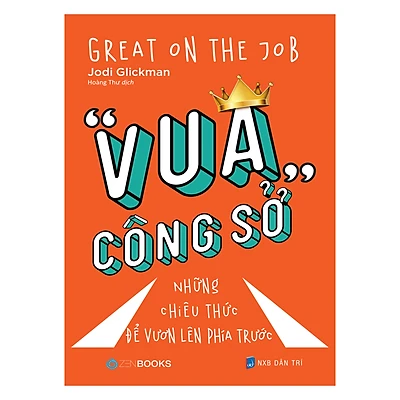 GREAT ON THE JOB
Jodi Glickman
Hoàng Thư dịch
“VUA”
CÔNG SỞ
NHỮNG
CHIÊU THỨC
ĐỂ VƯƠN LÊN PHÍA TRƯỚC
ZENBOOKS
NXB DÂN TRÍ